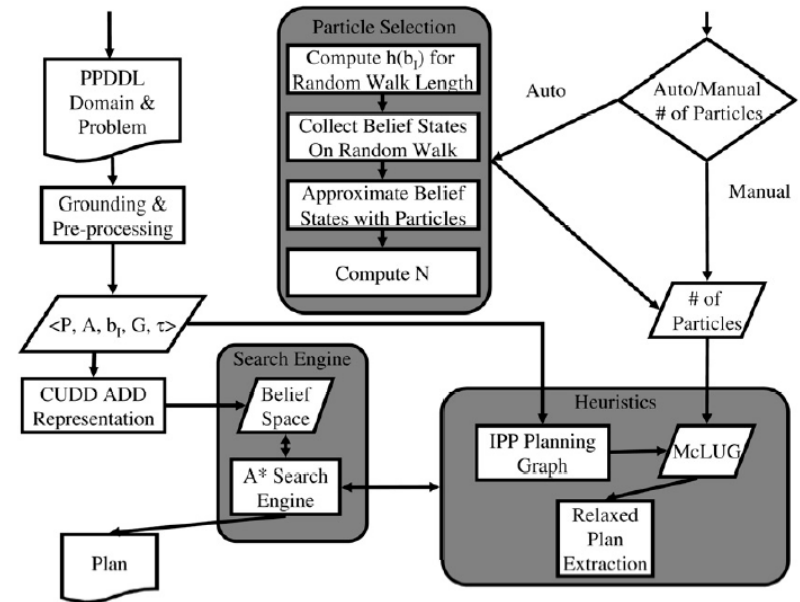 PPDDL
Domain &
Problem
Grounding &
Pre-processing
<P, A, b_I, G, τ>
CUDD ADD
Representation
Particle Selection
Compute h(b_I) for
Random Walk Length
Collect Belief States
On Random Walk
Approximate Belief
States with Particles
Compute N
Auto
Auto/Manual
# of Particles
Manual
# of
Particles
Search Engine
Belief
Space
A* Search
Engine
Plan
Heuristics
IPP Planning
Graph
McLUG
Relaxed
Plan
Extraction